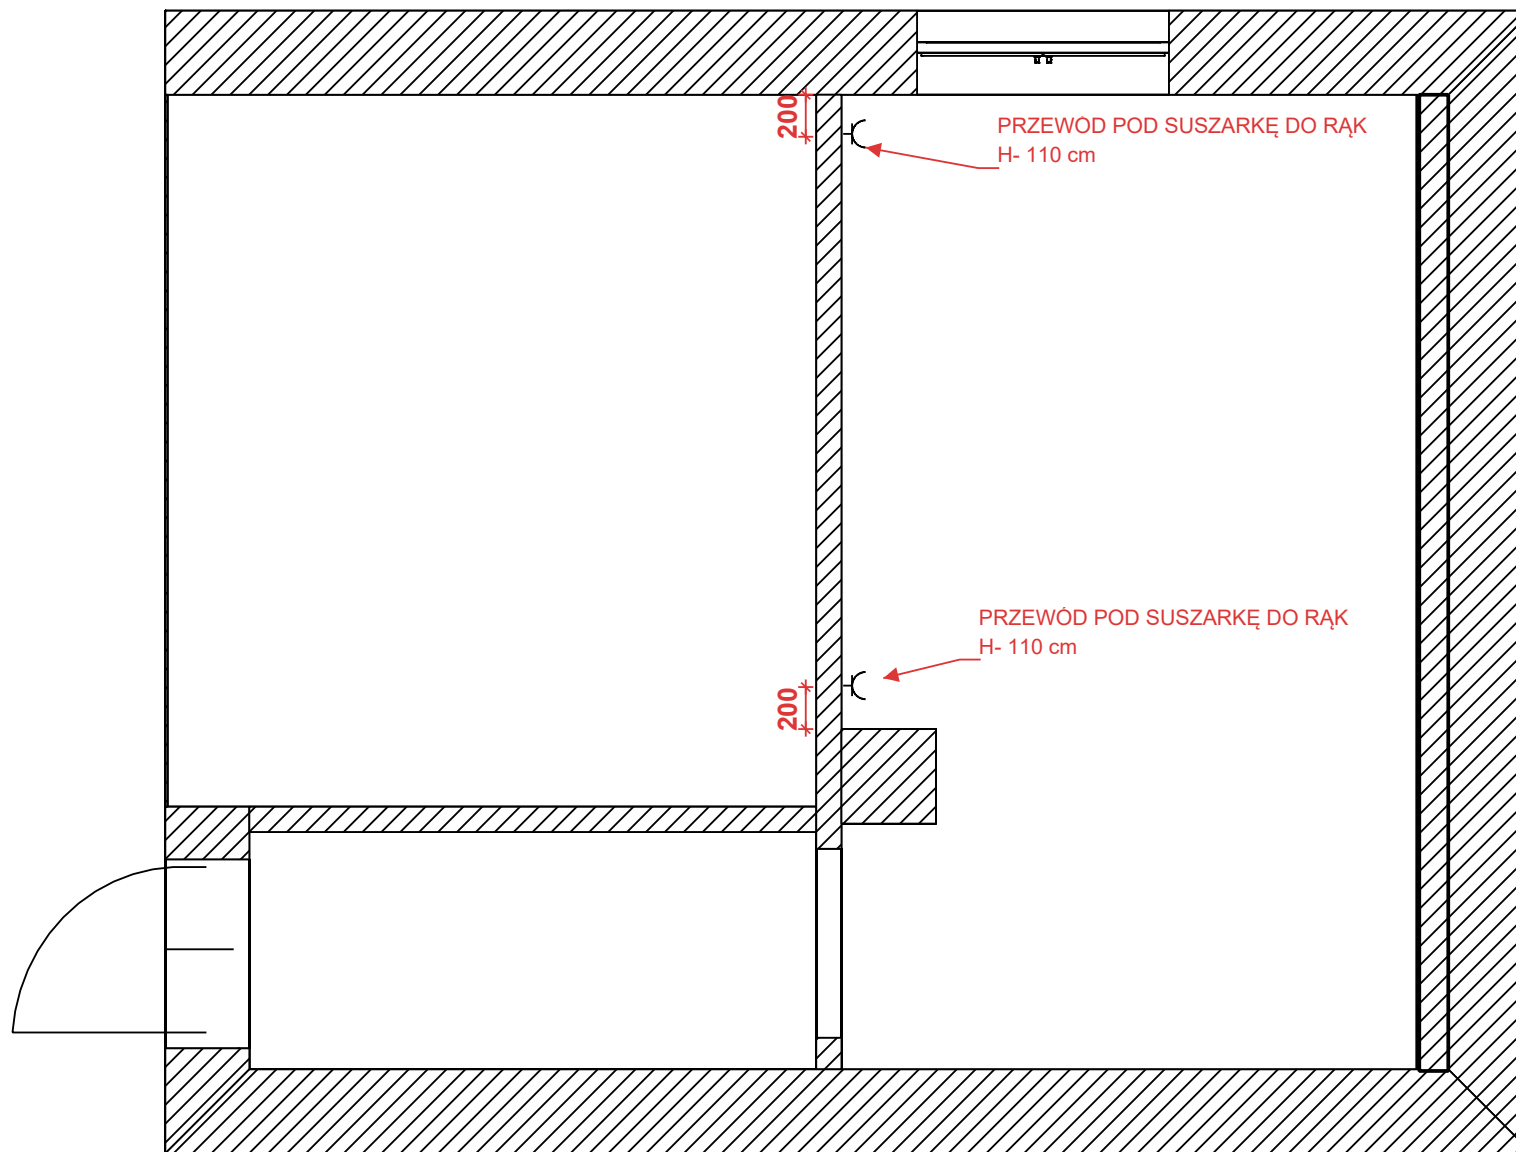 200
PRZEWÓD POD SUSZARKĘ DO RĄK
H- 110 cm
PRZEWÓD POD SUSZARKĘ DO RĄK
H- 110 cm
200